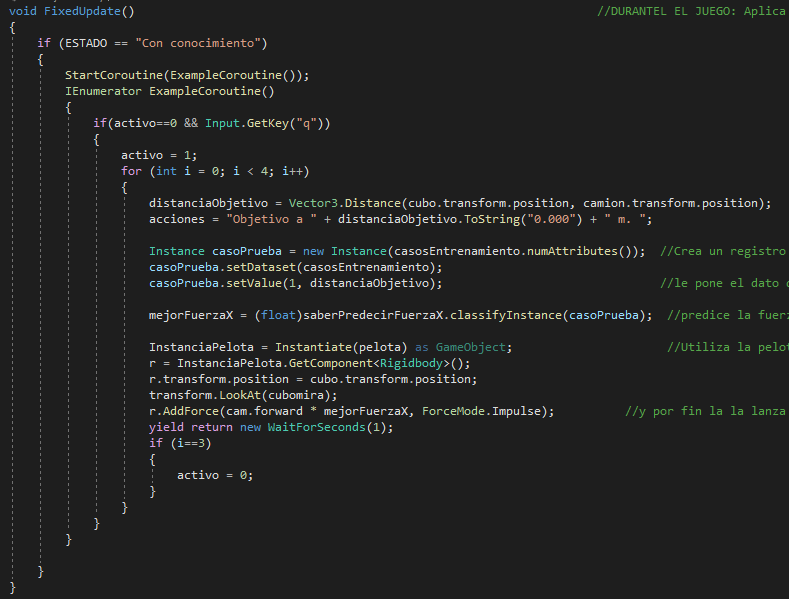 void FixedUpdate() //DURANTEL EL JUEGO: Aplica
{
if (ESTADO == "Con conocimiento")
{
StartCoroutine(ExampleCoroutine());
IEnumerator ExampleCoroutine()
{
if(activo==0 && Input.GetKey("q"))
{
activo = 1;
for (int i = 0; i < 4; i++)
{
distanciaObjetivo = Vector3.Distance(cubo.transform.position, camion.transform.position);
acciones = "Objetivo a " + distanciaObjetivo.ToString("0.000") + " m. ";
Instance casoPrueba = new Instance(casosEntrenamiento.numAttributes()); //Crea un registro
casoPrueba.setDataset(casosEntrenamiento);
casoPrueba.setValue(1, distanciaObjetivo); //le pone el dato
mejorFuerzaX = (float)saberPredecirFuerzaX.classifyInstance(casoPrueba); //predice la fuer
InstanciaPelota = Instantiate(pelota) as GameObject; //Utiliza la pelot
r = InstanciaPelota.GetComponent<Rigidbody>();
r.transform.position = cubo.transform.position;
transform.LookAt(cubomira);
r.AddForce(cam.forward * mejorFuerzaX, ForceMode.Impulse); //y por fin la la lanza
yield return new WaitForSeconds(1);
if (i==3)
{
activo = 0;
}
}
}
}
}
}